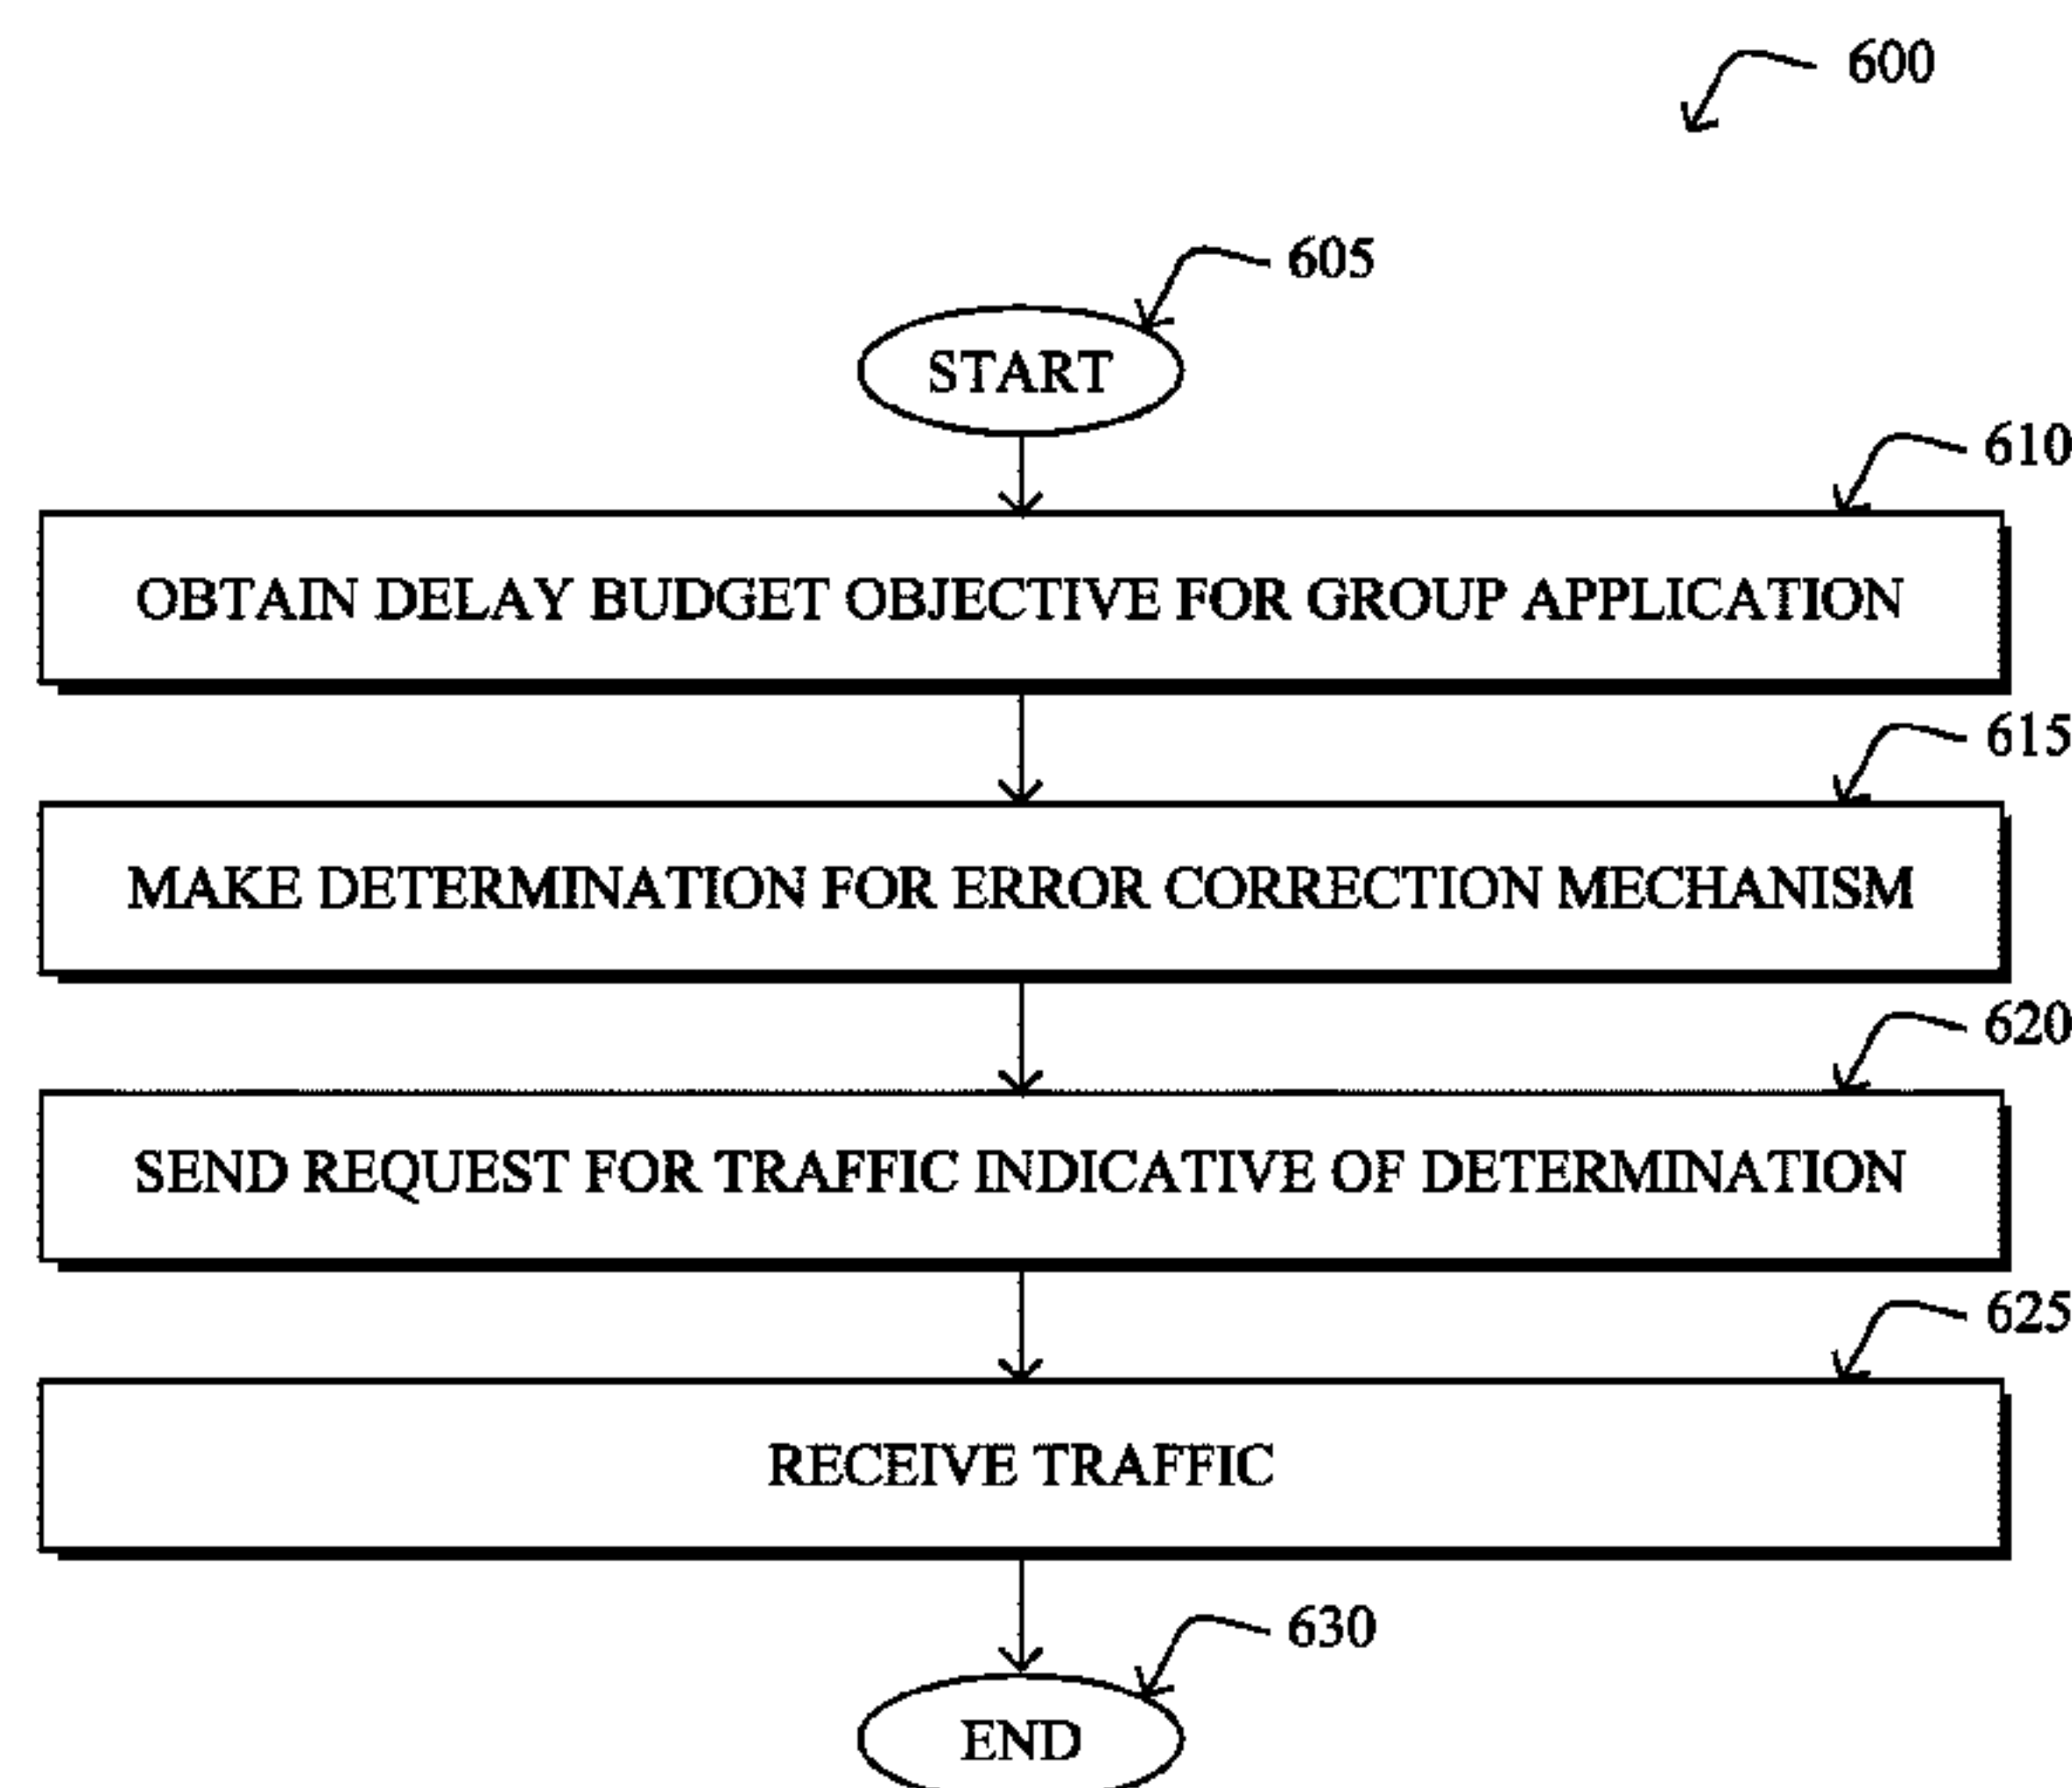 600
605
START
610
OBTAIN DELAY BUDGET OBJECTIVE FOR GROUP APPLICATION
615
MAKE DETERMINATION FOR ERROR CORRECTION MECHANISM
620
SEND REQUEST FOR TRAFFIC INDICATIVE OF DETERMINATION
625
RECEIVE TRAFFIC
630
END